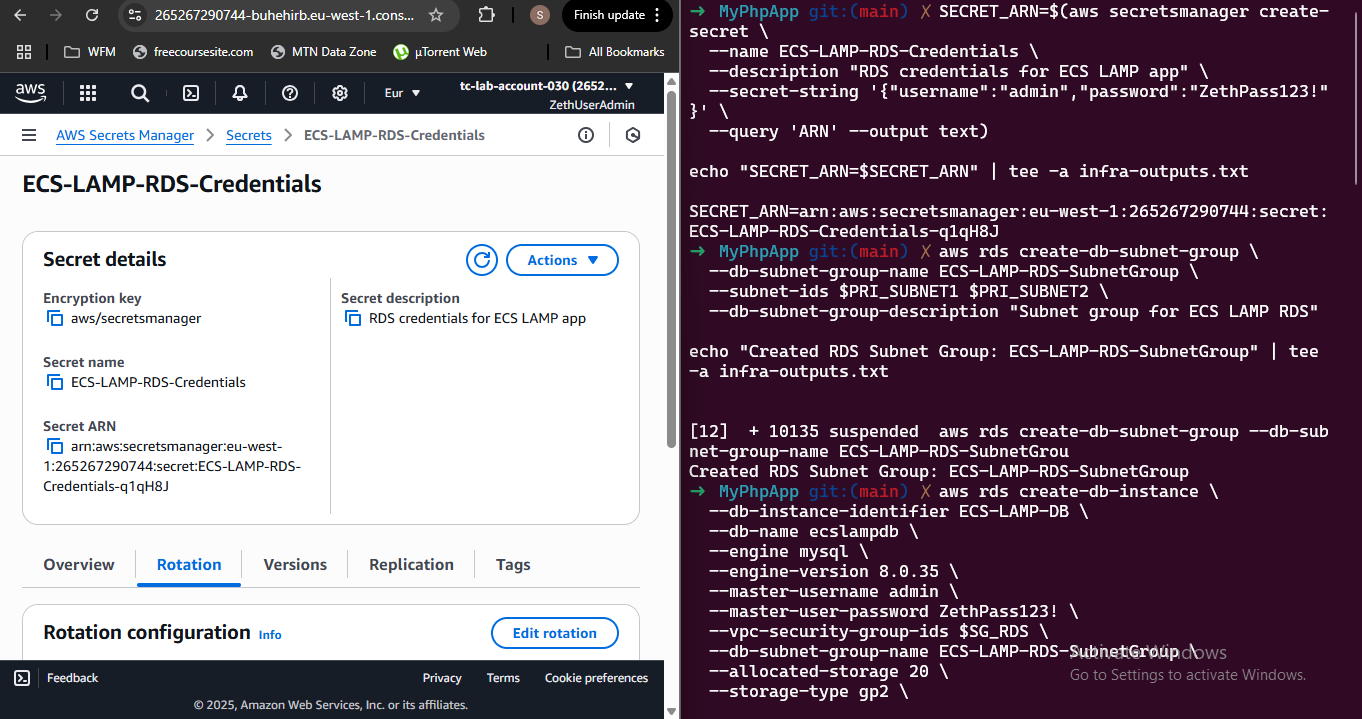 265267290744-buhehirb.eu-west-1.cons...
S
Finish update
WFM
freecoursesite.com
MTN Data Zone
µTorrent Web
All Bookmarks
aws
Eur
tc-lab-account-030 (2652...
ZethUserAdmin
AWS Secrets Manager > Secrets > ECS-LAMP-RDS-Credentials
ECS-LAMP-RDS-Credentials
Secret details
Actions
Encryption key
aws/secretsmanager
Secret description
RDS credentials for ECS LAMP app
Secret name
ECS-LAMP-RDS-Credentials
Secret ARN
arn:aws:secretsmanager:eu-west-
1:265267290744:secret:ECS-LAMP-RDS-
Credentials-q1qH8J
Overview
Rotation
Versions
Replication
Tags
Rotation configuration Info
Edit rotation
Feedback
Privacy
Terms
Cookie preferences
© 2025, Amazon Web Services, Inc. or its affiliates.
→ MyPhpApp git:(main) ✗ SECRET_ARN=$(aws secretsmanager create-
secret \
--name ECS-LAMP-RDS-Credentials \
--description "RDS credentials for ECS LAMP app" \
--secret-string '{"username":"admin","password":"ZethPass123!"
}' \
--query 'ARN' --output text)
echo "SECRET_ARN=$SECRET_ARN" | tee -a infra-outputs.txt
SECRET_ARN=arn:aws:secretsmanager:eu-west-1:265267290744:secret:
ECS-LAMP-RDS-Credentials-q1qH8J
→ MyPhpApp git:(main) ✗ aws rds create-db-subnet-group \
--db-subnet-group-name ECS-LAMP-RDS-SubnetGroup \
--subnet-ids $PRI_SUBNET1 $PRI_SUBNET2 \
--db-subnet-group-description "Subnet group for ECS LAMP RDS"
echo "Created RDS Subnet Group: ECS-LAMP-RDS-SubnetGroup" | tee
-a infra-outputs.txt
[12] + 10135 suspended aws rds create-db-subnet-group --db-sub
net-group-name ECS-LAMP-RDS-SubnetGrou
Created RDS Subnet Group: ECS-LAMP-RDS-SubnetGroup
→ MyPhpApp git:(main) ✗ aws rds create-db-instance \
--db-instance-identifier ECS-LAMP-DB \
--db-name ecslampdb \
--engine mysql \
--engine-version 8.0.35 \
--master-username admin \
--master-user-password ZethPass123! \
--vpc-security-group-ids $SG_RDS \
--db-subnet-group-name ECS-LAMP-RDS-SubnetGroup \
--allocated-storage 20 \
--storage-type gp2 \
Activate Windows
Go to Settings to activate Windows.